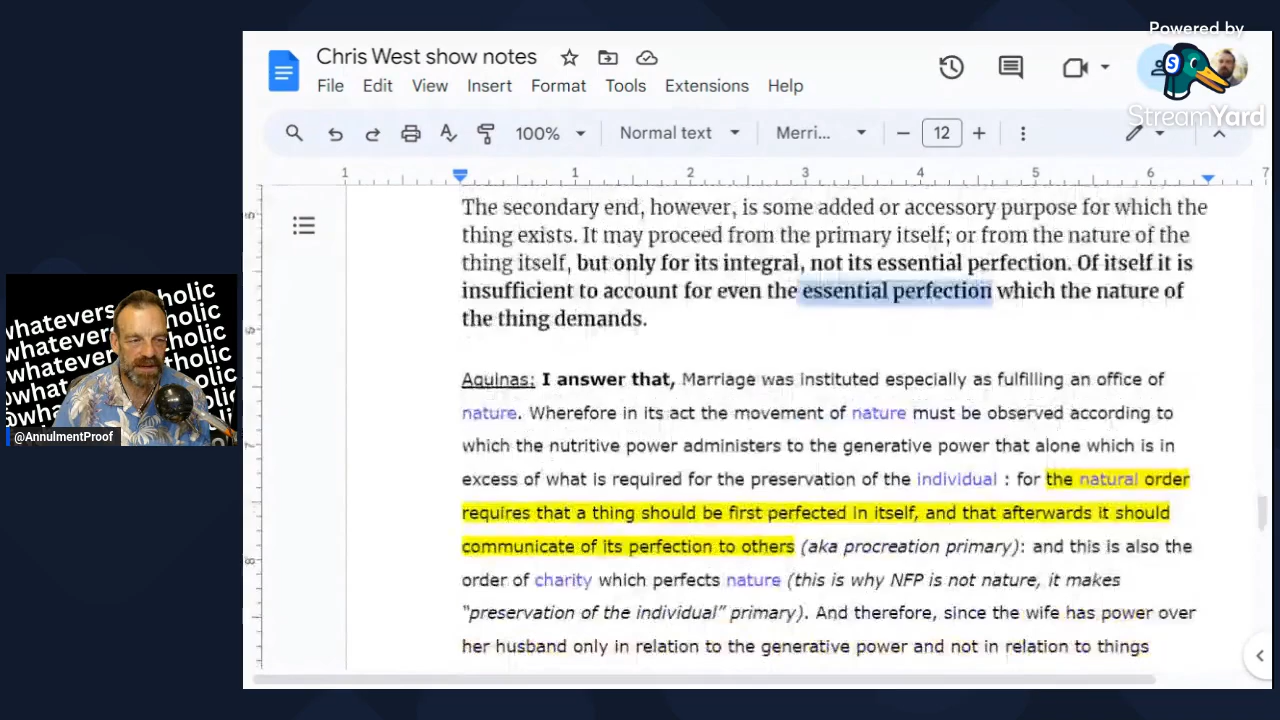 Powered by
StreamYard
Chris West show notes
File Edit View Insert Format Tools Extensions Help
100% Normal text Merri... 12
1 1 2 3 4 5 6 7
The secondary end, however, is some added or accessory purpose for which the
thing exists. It may proceed from the primary itself; or from the nature of the
thing itself, but only for its integral, not its essential perfection. Of itself it is
insufficient to account for even the essential perfection which the nature of
the thing demands.
Aquinas: I answer that, Marriage was instituted especially as fulfilling an office of
nature. Wherefore in its act the movement of nature must be observed according to
which the nutritive power administers to the generative power that alone which is in
excess of what is required for the preservation of the individual : for the natural order
requires that a thing should be first perfected in itself, and that afterwards it should
communicate of its perfection to others (aka procreation primary): and this is also the
order of charity which perfects nature (this is why NFP is not nature, it makes
“preservation of the individual” primary). And therefore, since the wife has power over
her husband only in relation to the generative power and not in relation to things
@AnnulmentProof